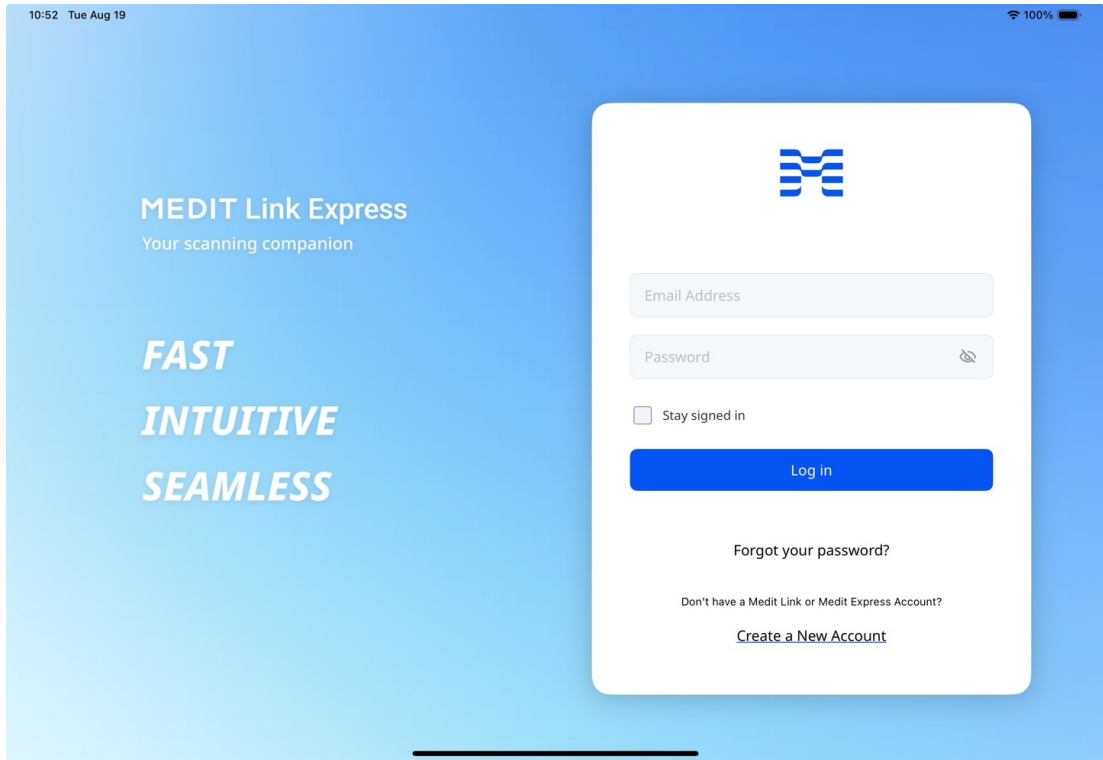 10:52 Tue Aug 19
100%
MEDIT Link Express
Your scanning companion
FAST
INTUITIVE
SEAMLESS
Email Address
Password
Stay signed in
Log in
Forgot your password?
Don't have a Medit Link or Medit Express Account?
Create a New Account